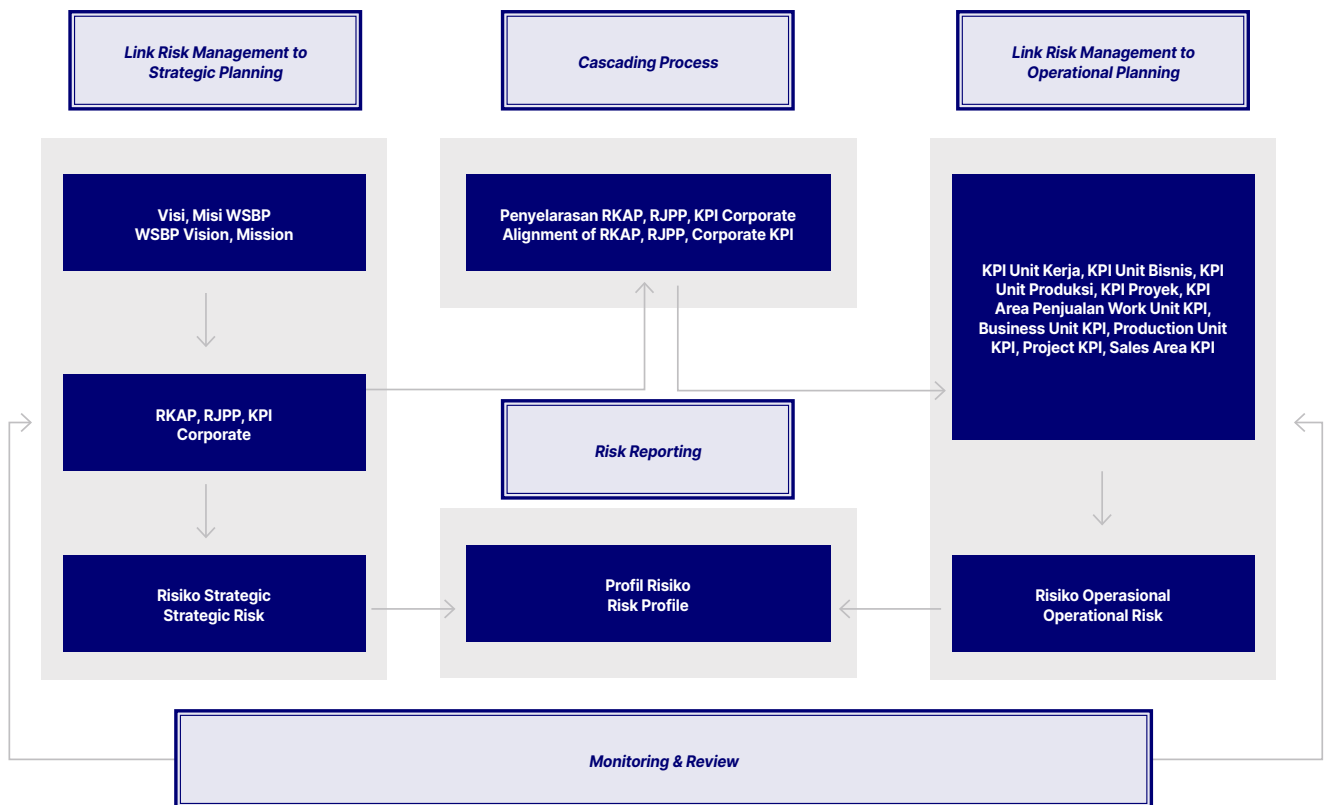 Link Risk Management to
Strategic Planning
Cascading Process
Link Risk Management to
Operational Planning
Visi, Misi WSBP
WSBP Vision, Mission
Penyelarasan RKAP, RJPP, KPI Corporate
Alignment of RKAP, RJPP, Corporate KPI
KPI Unit Kerja, KPI Unit Bisnis, KPI
Unit Produksi, KPI Proyek, KPI
Area Penjualan Work Unit KPI,
Business Unit KPI, Production Unit
KPI, Project KPI, Sales Area KPI
RKAP, RJPP, KPI
Corporate
Risk Reporting
Risiko Strategic
Strategic Risk
Profil Risiko
Risk Profile
Risiko Operasional
Operational Risk
Monitoring & Review